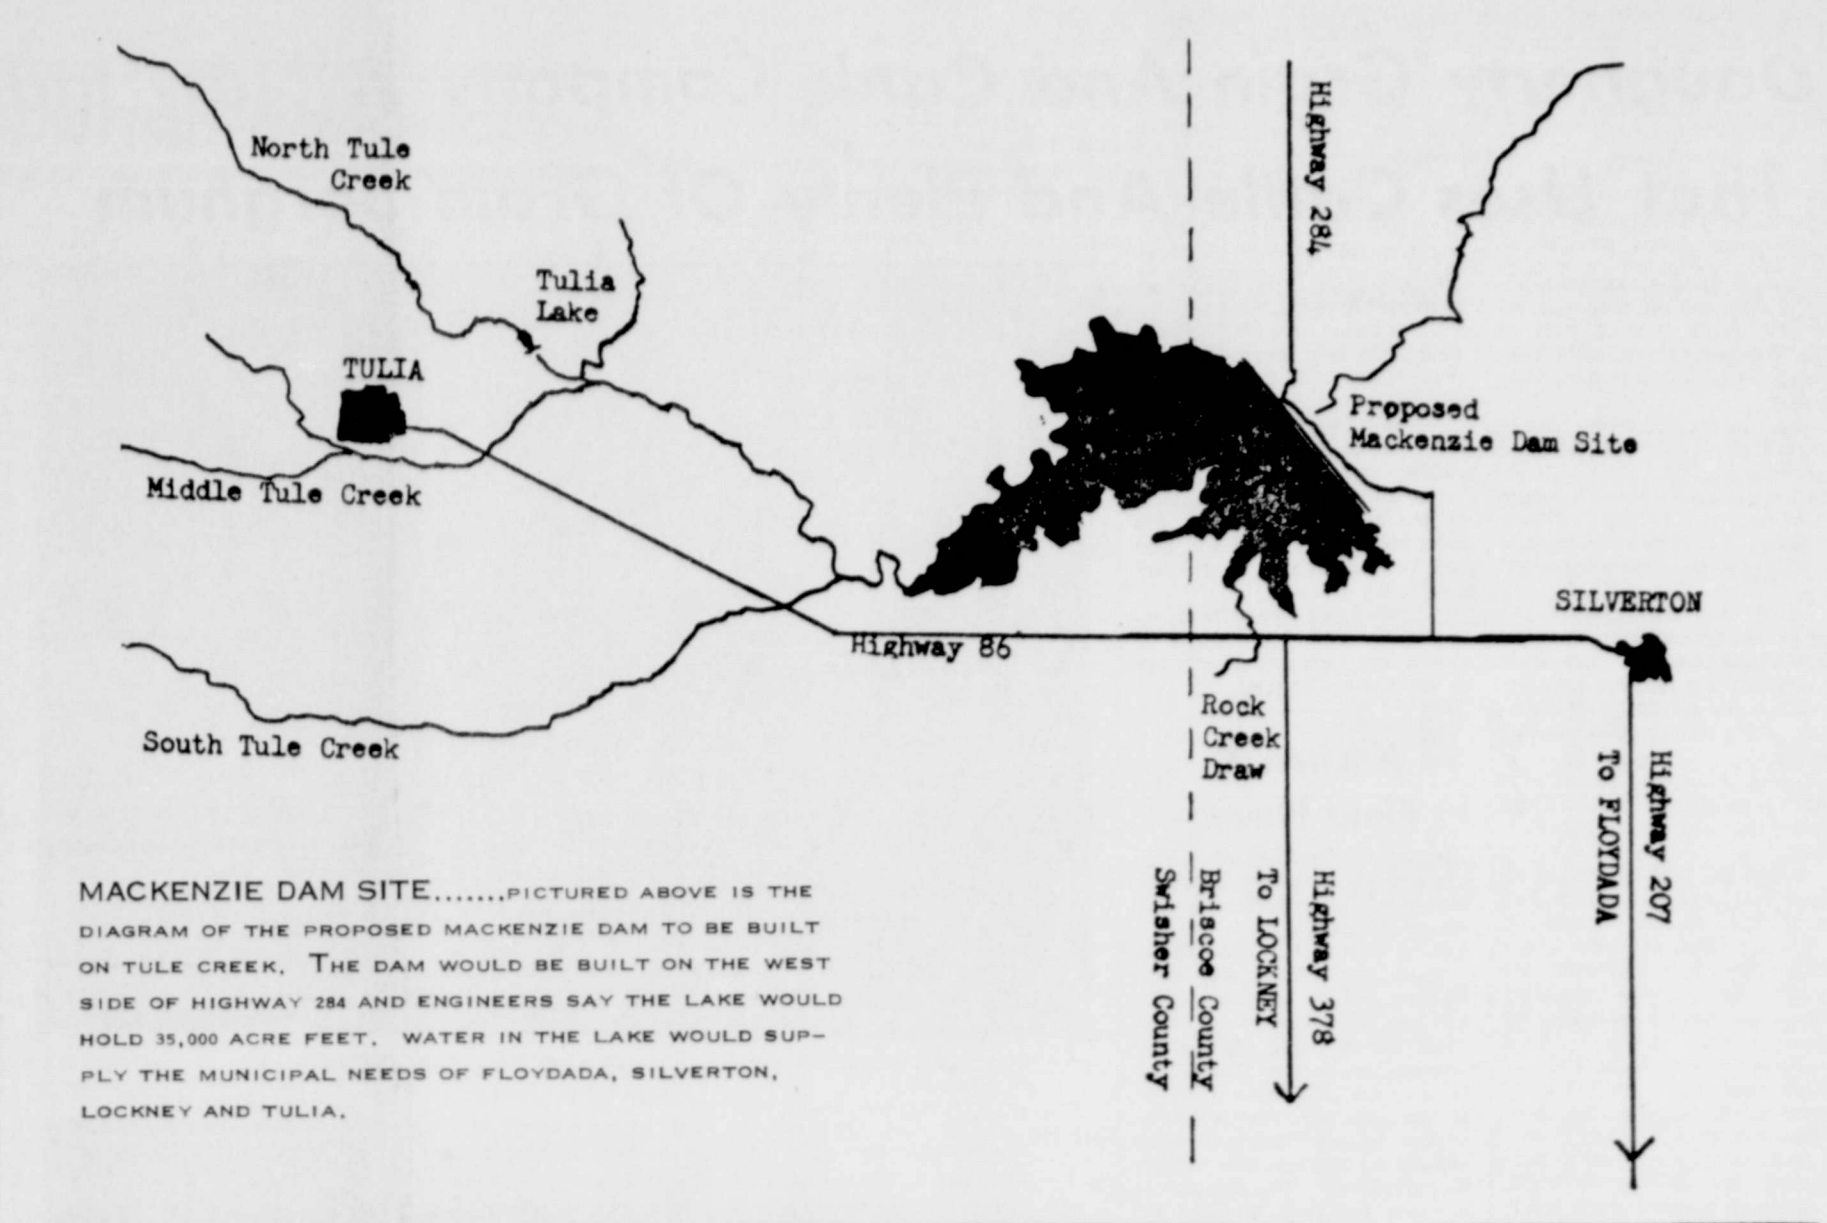 North Tule
Creek
Tulia
Lake
TULIA
Middle Tule Creek
South Tule Creek
Highway 86
Highway 284
Proposed
Mackenzie Dam Site
SILVERTON
Rock
Creek
Draw
Swisher County
Briscoe County
To LOCKNEY
Highway 378
To FLOYDADA
Highway 207
MACKENZIE DAM SITE.......PICTURED ABOVE IS THE
DIAGRAM OF THE PROPOSED MACKENZIE DAM TO BE BUILT
ON TULE CREEK. THE DAM WOULD BE BUILT ON THE WEST
SIDE OF HIGHWAY 284 AND ENGINEERS SAY THE LAKE WOULD
HOLD 35,000 ACRE FEET. WATER IN THE LAKE WOULD SUP-
PLY THE MUNICIPAL NEEDS OF FLOYDADA, SILVERTON,
LOCKNEY AND TULIA.